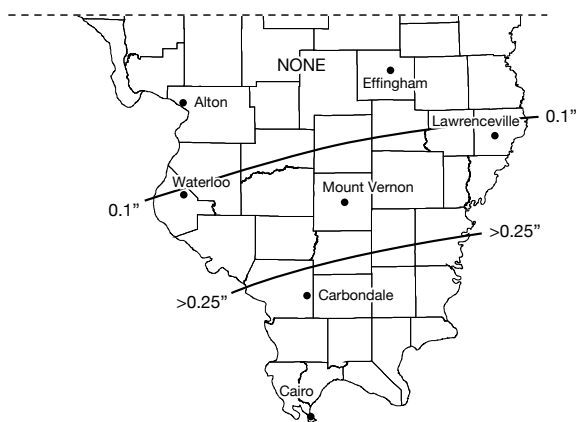 NONE
Effingham
Alton
Lawrenceville
0.1”
Waterloo
Mount Vernon
0.1”
>0.25”
>0.25”
Carbondale
Cairo